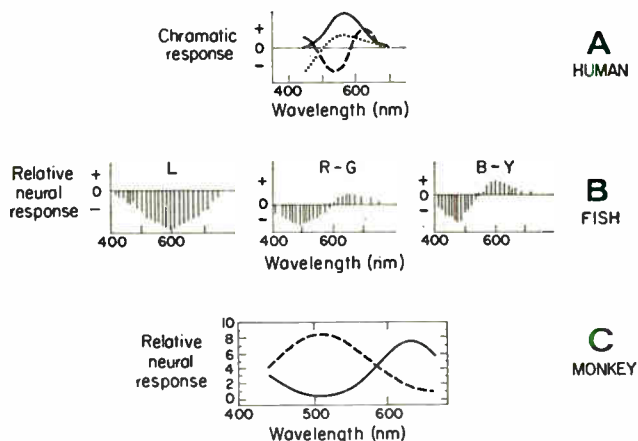 Chromatic response
+
0
−
400 600
Wavelength (nm)
A
HUMAN
Relative neural response
+
0
−
L
400 600
R - G
+
0
−
400 600
B - Y
+
0
−
400 600
Wavelength (nm)
B
FISH
Relative neural response
10
8
6
4
2
0
400 500 600
Wavelength (nm)
C
MONKEY